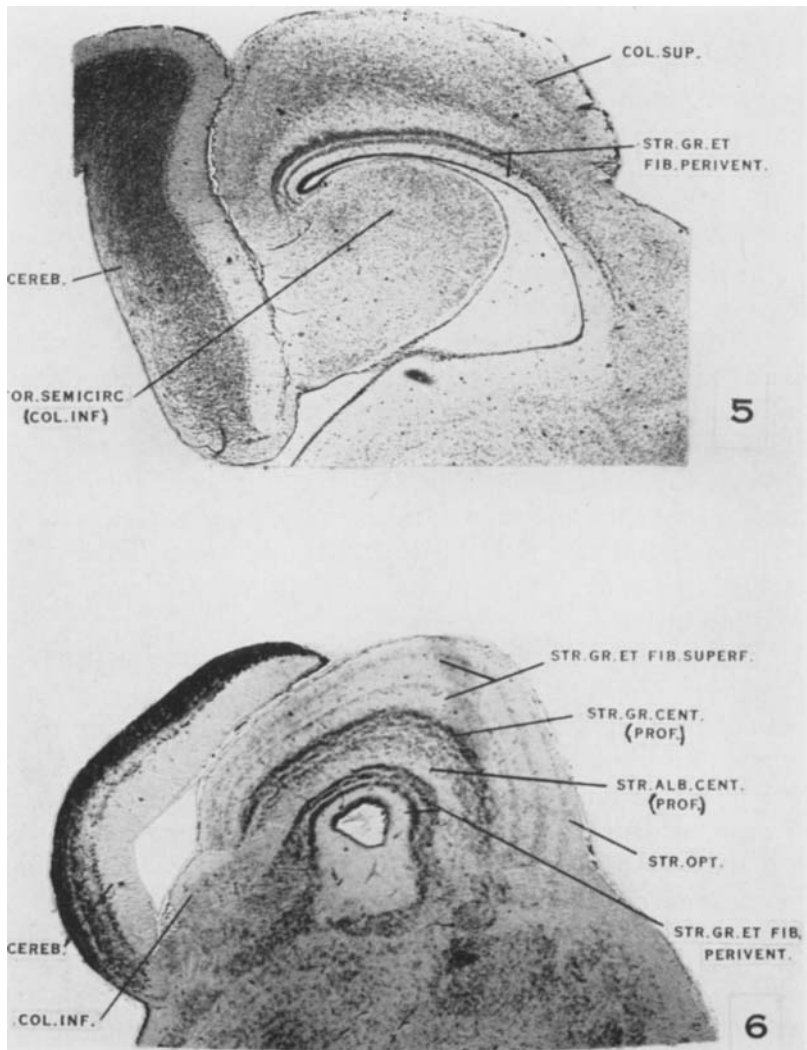 COL.SUP.
STR.GR.ET
FIB.PERIVENT.
CEREB.
TOR.SEMICIRC
(COL.INF.)
5
STR.GR.ET FIB.SUPERF.
STR.GR.CENT.
(PROF.)
STR.ALB.CENT.
(PROF.)
STR.OPT.
STR.GR.ET FIB.
PERIVENT.
CEREB.
COL.INF.
6